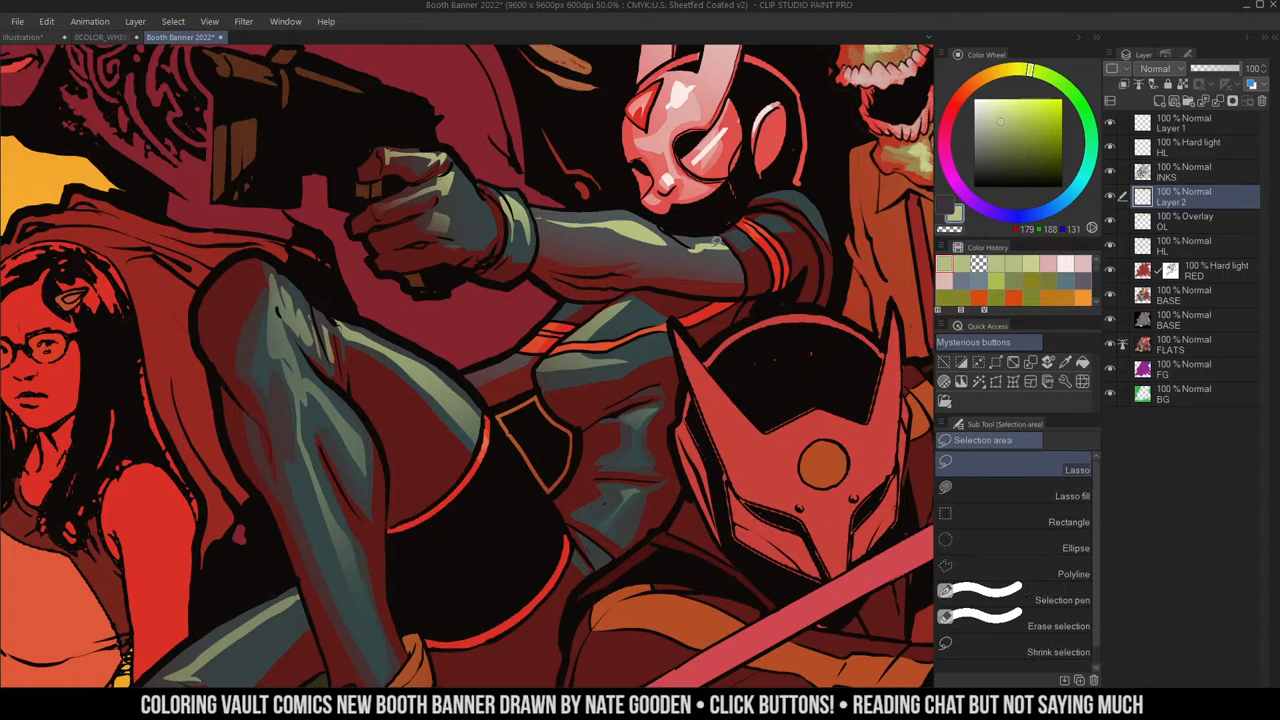 Booth Banner 2022* (9600 x 9600px 600dpi 50.0% : CMYK:U.S. Sheetfed Coated v2) - CLIP STUDIO PAINT PRO
File Edit Animation Layer Select View Filter Window Help
Illustration* 0COLOR_WHEE Booth Banner 2022*
Color Wheel
179 188 131
Color History
H S V
Quick Access
Mysterious buttons
Sub Tool [Selection area]
Selection area
Lasso
Lasso fill
Rectangle
Ellipse
Polyline
Selection pen
Erase selection
Shrink selection
Layer
Normal 100
100 % Normal
Layer 1
100 % Hard light
HL
100 % Normal
INKS
100 % Normal
Layer 2
100 % Overlay
OL
100 % Normal
HL
100 % Hard light
RED
100 % Normal
BASE
100 % Normal
BASE
100 % Normal
FLATS
100 % Normal
FG
100 % Normal
BG
COLORING VAULT COMICS NEW BOOTH BANNER DRAWN BY NATE GOODEN • CLICK BUTTONS! • READING CHAT BUT NOT SAYING MUCH